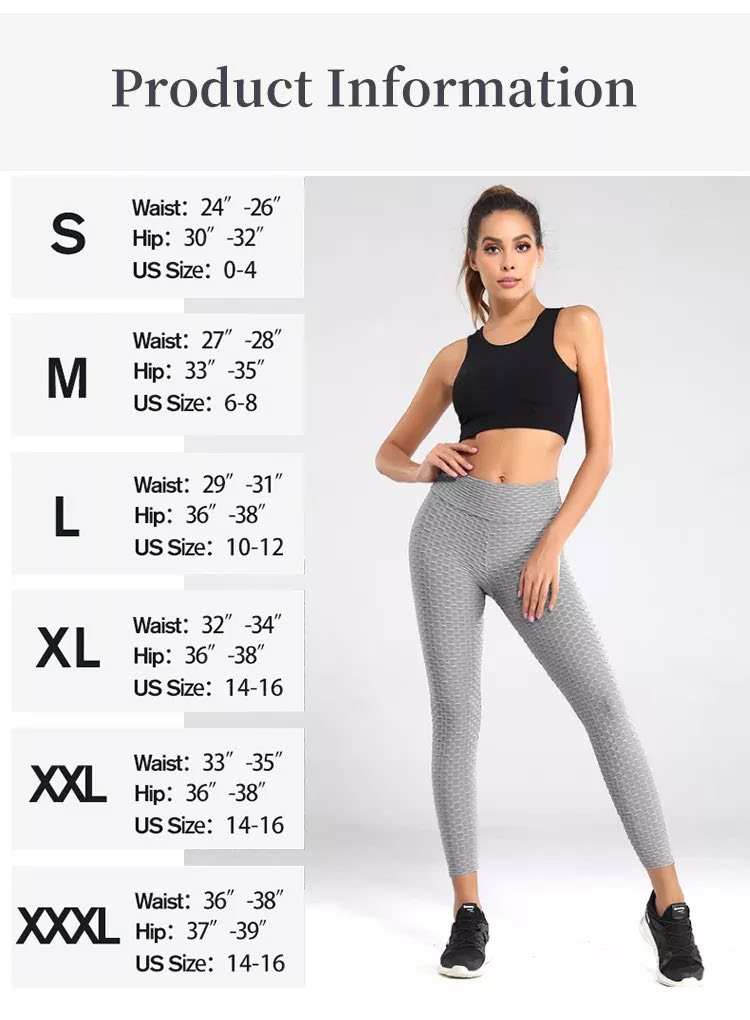 Product Information
S
Waist: 24″ -26″
Hip: 30″ -32″
US Size: 0-4
M
Waist: 27″ -28″
Hip: 33″ -35″
US Size: 6-8
L
Waist: 29″ -31″
Hip: 36″ -38″
US Size: 10-12
XL
Waist: 32″ -34″
Hip: 36″ -38″
US Size: 14-16
XXL
Waist: 33″ -35″
Hip: 36″ -38″
US Size: 14-16
XXXL
Waist: 36″ -38″
Hip: 37″ -39″
US Size: 14-16